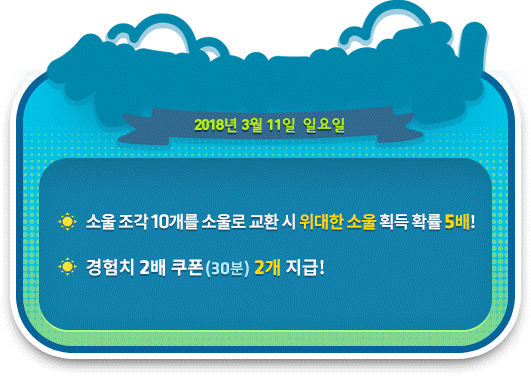 2018년 3월 11일 일요일
소울 조각 10개를 소울로 교환 시 위대한 소울 획득 확률 5배!
경험치 2배 쿠폰 (30분) 2개 지급!